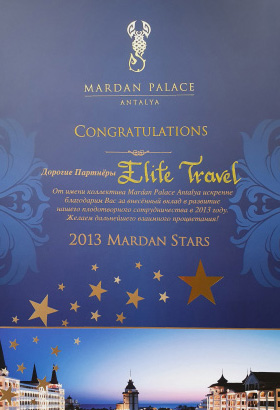 MARDAN PALACE
ANTALYA
CONGRATULATIONS
Дорогие Партнёры Elite Travel
От имени коллектива Mardan Palace Antalya искренне
благодарим Вас за внесённый вклад в развитие
нашего плодотворного сотрудничества в 2013 году.
Желаем дальнейшего взаимного процветания!
2013 MARDAN STARS